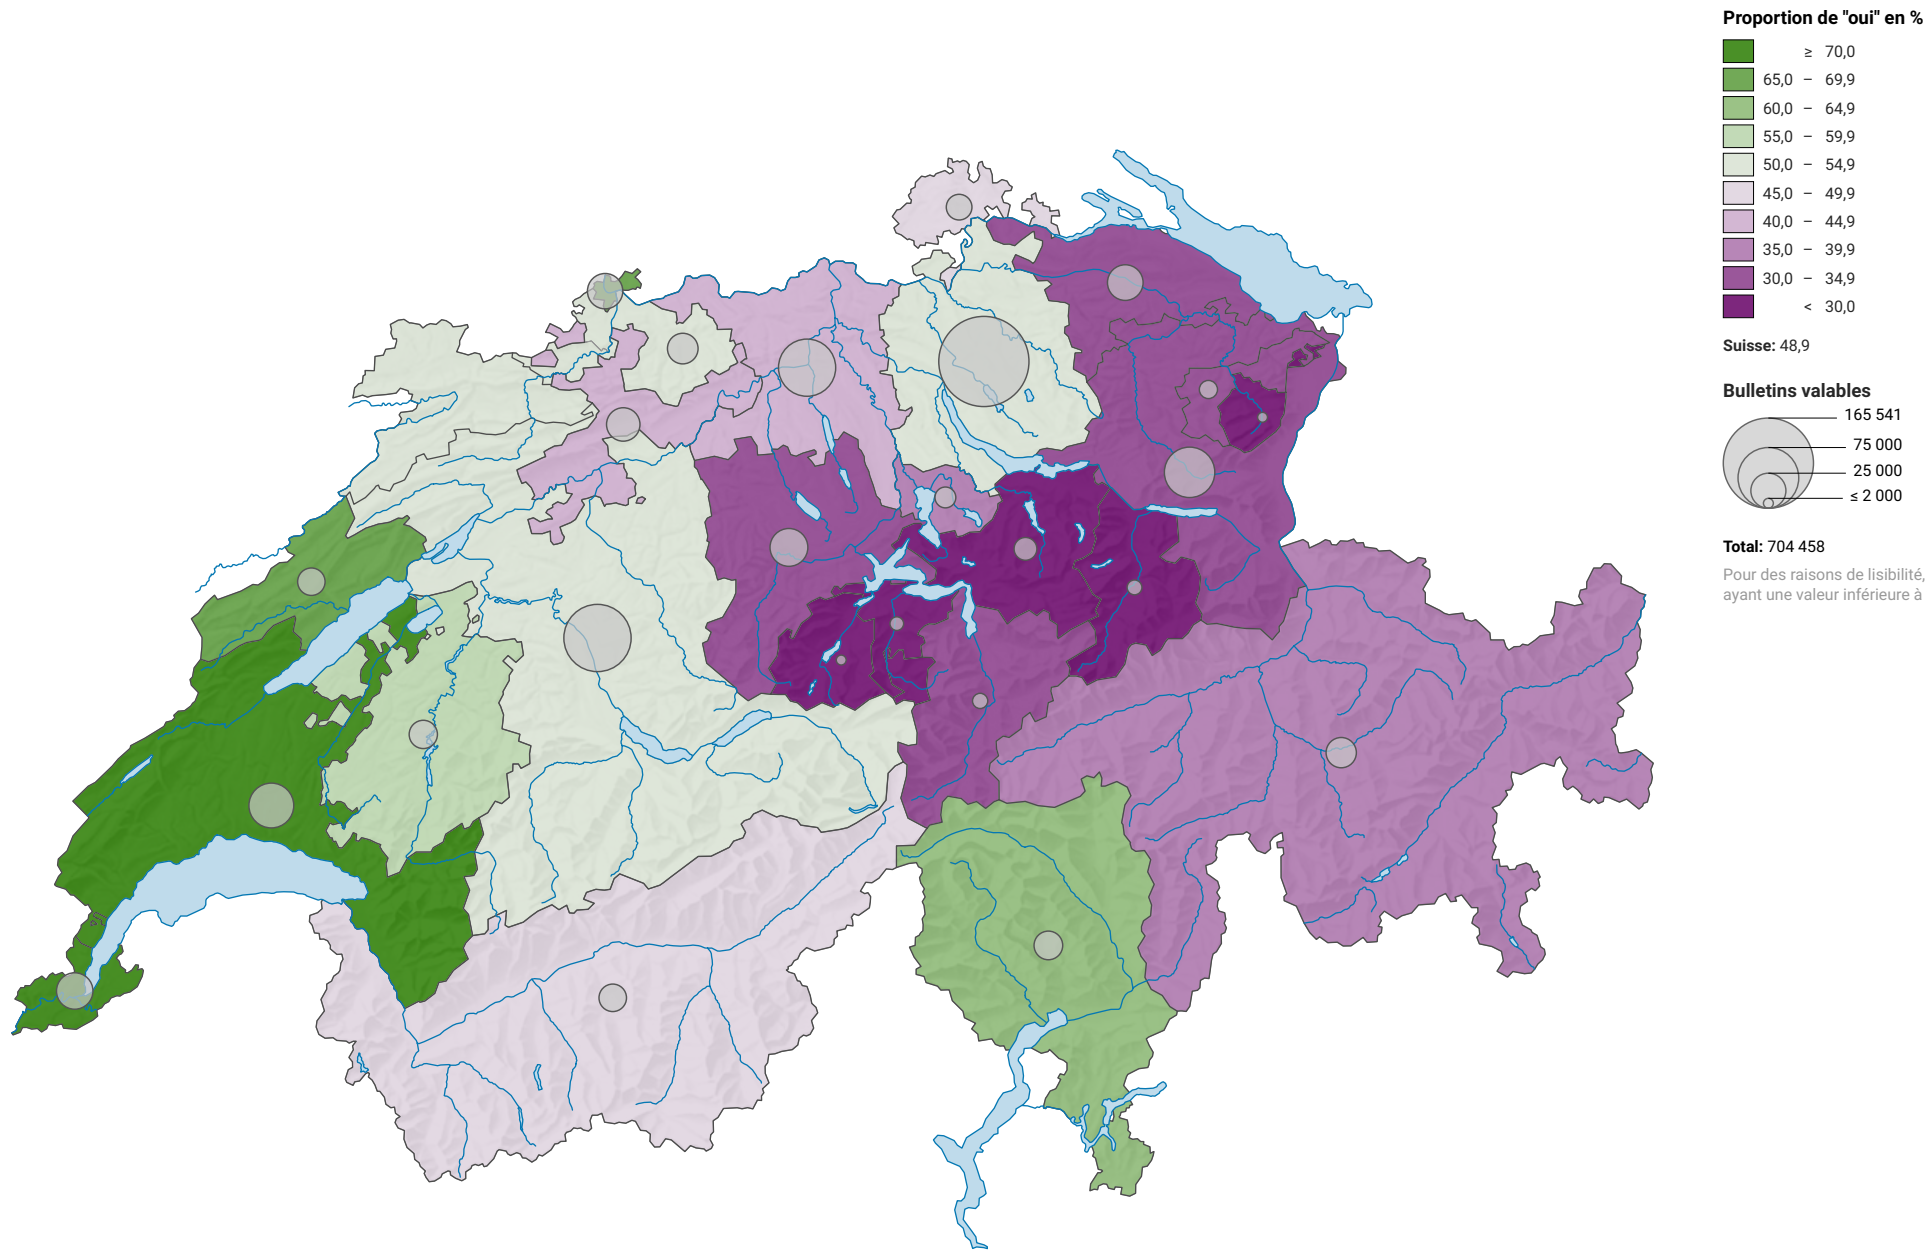 Proportion de "oui" en %
≥ 70,0
65,0 – 69,9
60,0 – 64,9
55,0 – 59,9
50,0 – 54,9
45,0 – 49,9
40,0 – 44,9
35,0 – 39,9
30,0 – 34,9
< 30,0
Suisse: 48,9
Bulletins valables
165 541
75 000
25 000
≤ 2 000
Total: 704 458
Pour des raisons de lisibilité,
ayant une valeur inférieure à